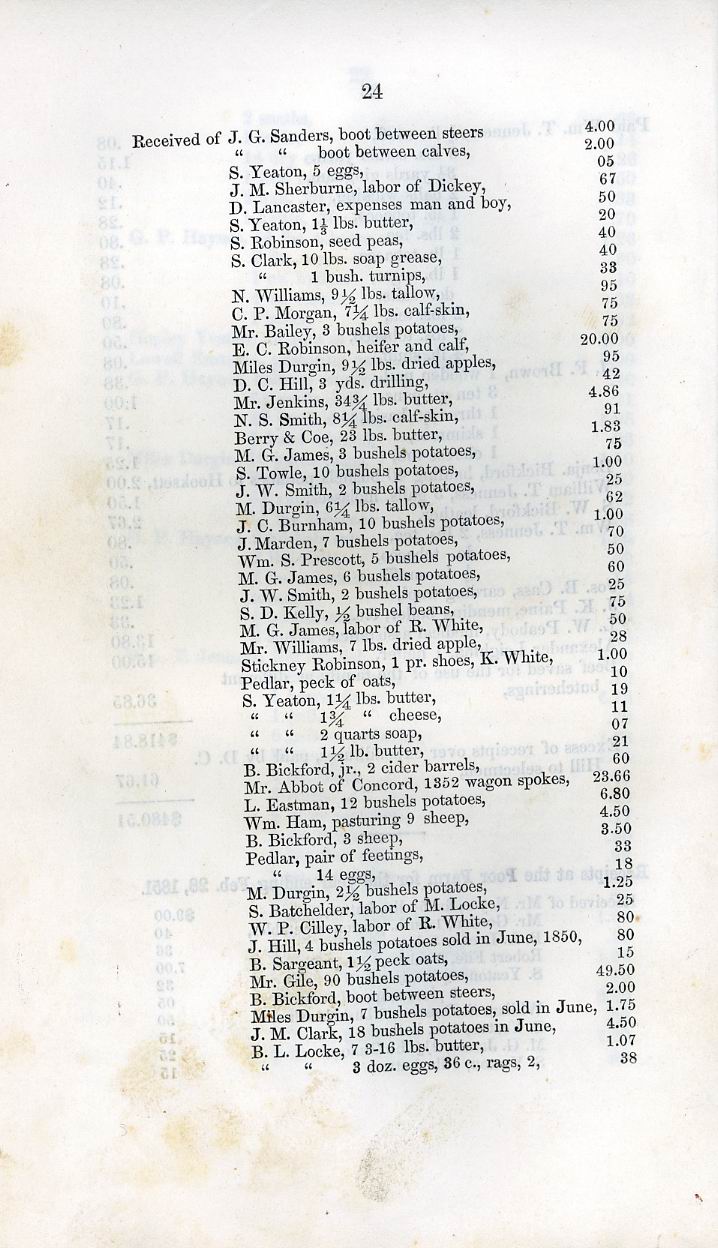 24
Received of J. G. Sanders, boot between steers 4.00
“ “ boot between calves, 2.00
S. Yeaton, 5 eggs, 05
J. M. Sherburne, labor of Dickey, 67
D. Lancaster, expenses man and boy, 50
S. Yeaton, 1⅓ lbs. butter, 20
S. Robinson, seed peas, 40
S. Clark, 10 lbs. soap grease, 40
“ 1 bush. turnips, 33
N. Williams, 9½ lbs. tallow, 95
C. P. Morgan, 7¼ lbs. calf-skin, 75
Mr. Bailey, 3 bushels potatoes, 75
E. C. Robinson, heifer and calf, 20.00
Miles Durgin, 9½ lbs. dried apples, 95
D. C. Hill, 3 yds. drilling, 42
Mr. Jenkins, 34¾ lbs. butter, 4.86
N. S. Smith, 8¼ lbs. calf-skin, 91
Berry & Coe, 23 lbs. butter, 1.83
M. G. James, 3 bushels potatoes, 75
S. Towle, 10 bushels potatoes, 1.00
J. W. Smith, 2 bushels potatoes, 25
M. Durgin, 6¼ lbs. tallow, 62
J. C. Burnham, 10 bushels potatoes, 1.00
J. Marden, 7 bushels potatoes, 70
Wm. S. Prescott, 5 bushels potatoes, 50
M. G. James, 6 bushels potatoes, 60
J. W. Smith, 2 bushels potatoes, 25
S. D. Kelly, ½ bushel beans, 75
M. G. James, labor of R. White, 50
Mr. Williams, 7 lbs. dried apple, 28
Stickney Robinson, 1 pr. shoes, K. White, 1.00
Pedlar, peck of oats, 10
S. Yeaton, 1¼ lbs. butter, 19
“ “ 1¾ “ cheese, 11
“ “ 2 quarts soap, 07
“ “ 1½ lb. butter, 21
B. Bickford, jr., 2 cider barrels, 60
Mr. Abbot of Concord, 1352 wagon spokes, 23.66
L. Eastman, 12 bushels potatoes, 6.80
Wm. Ham, pasturing 9 sheep, 4.50
B. Bickford, 3 sheep, 3.50
Pedlar, pair of feetings, 33
“ 14 eggs, 18
M. Durgin, 2½ bushels potatoes, 1.25
S. Batchelder, labor of M. Locke, 25
W. P. Cilley, labor of R. White, 80
J. Hill, 4 bushels potatoes sold in June, 1850, 80
B. Sargeant, 1½ peck oats, 15
Mr. Gile, 90 bushels potatoes, 49.50
B. Bickford, boot between steers, 2.00
Miles Durgin, 7 bushels potatoes, sold in June, 1.75
J. M. Clark, 18 bushels potatoes in June, 4.50
B. L. Locke, 7 3-16 lbs. butter, 1.07
“ “ 3 doz. eggs, 36 c., rags, 2, 38